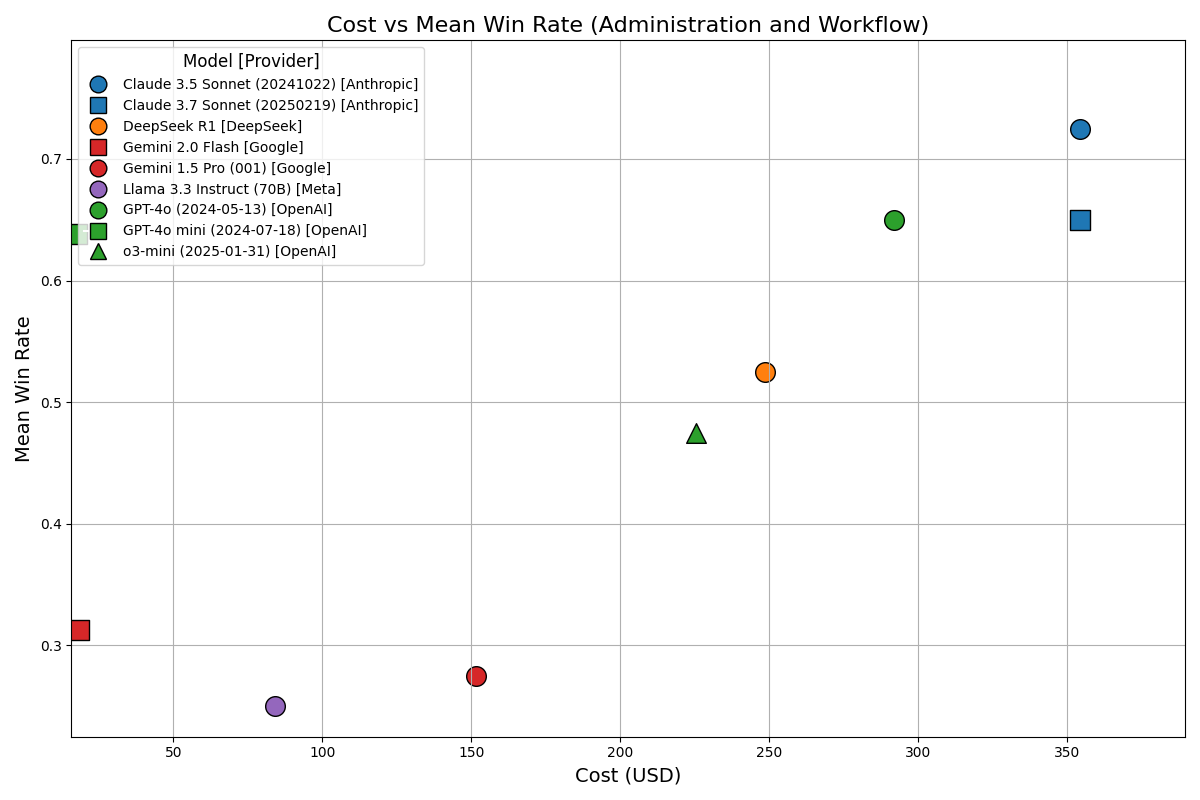 Cost vs Mean Win Rate (Administration and Workflow)
Model [Provider]
Claude 3.5 Sonnet (20241022) [Anthropic]
Claude 3.7 Sonnet (20250219) [Anthropic]
DeepSeek R1 [DeepSeek]
Gemini 2.0 Flash [Google]
Gemini 1.5 Pro (001) [Google]
Llama 3.3 Instruct (70B) [Meta]
GPT-4o (2024-05-13) [OpenAI]
GPT-4o mini (2024-07-18) [OpenAI]
o3-mini (2025-01-31) [OpenAI]
Mean Win Rate
0.7
0.6
0.5
0.4
0.3
50 100 150 200 250 300 350
Cost (USD)